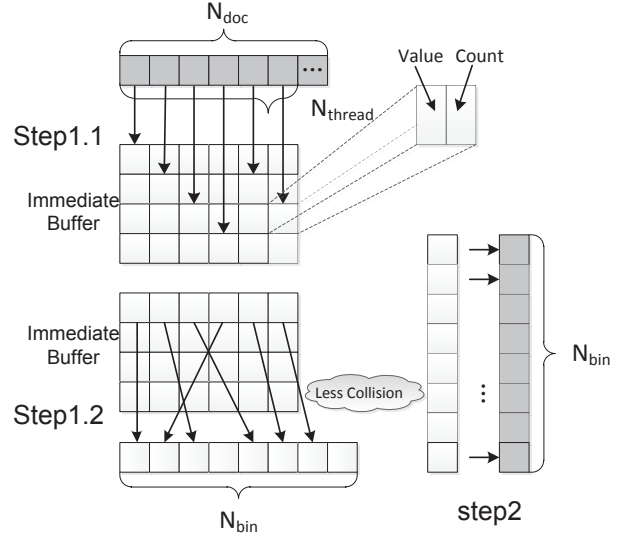 N_doc
...
Value Count
N_thread
Step1.1
Immediate
Buffer
Immediate
Buffer
Less Collision
...
N_bin
Step1.2
N_bin
step2